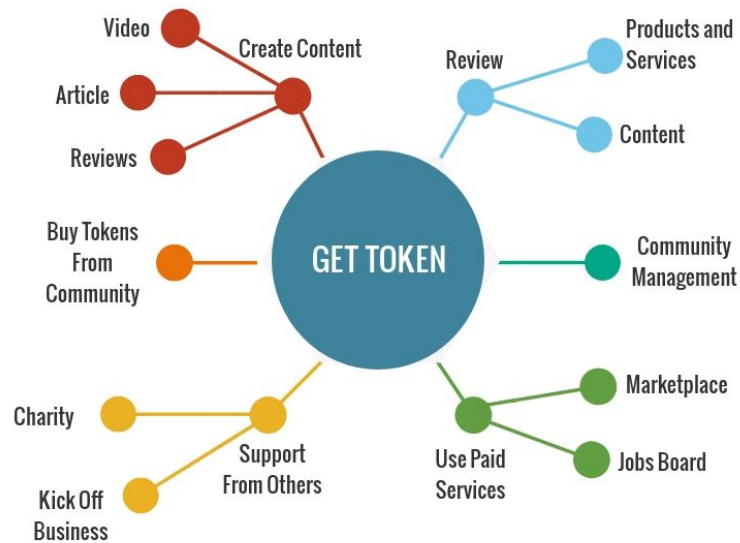 Video
Create Content
Article
Reviews
Review
Products and
Services
Content
Buy Tokens
From
Community
GET TOKEN
Community
Management
Charity
Support
From Others
Kick Off
Business
Use Paid
Services
Marketplace
Jobs Board